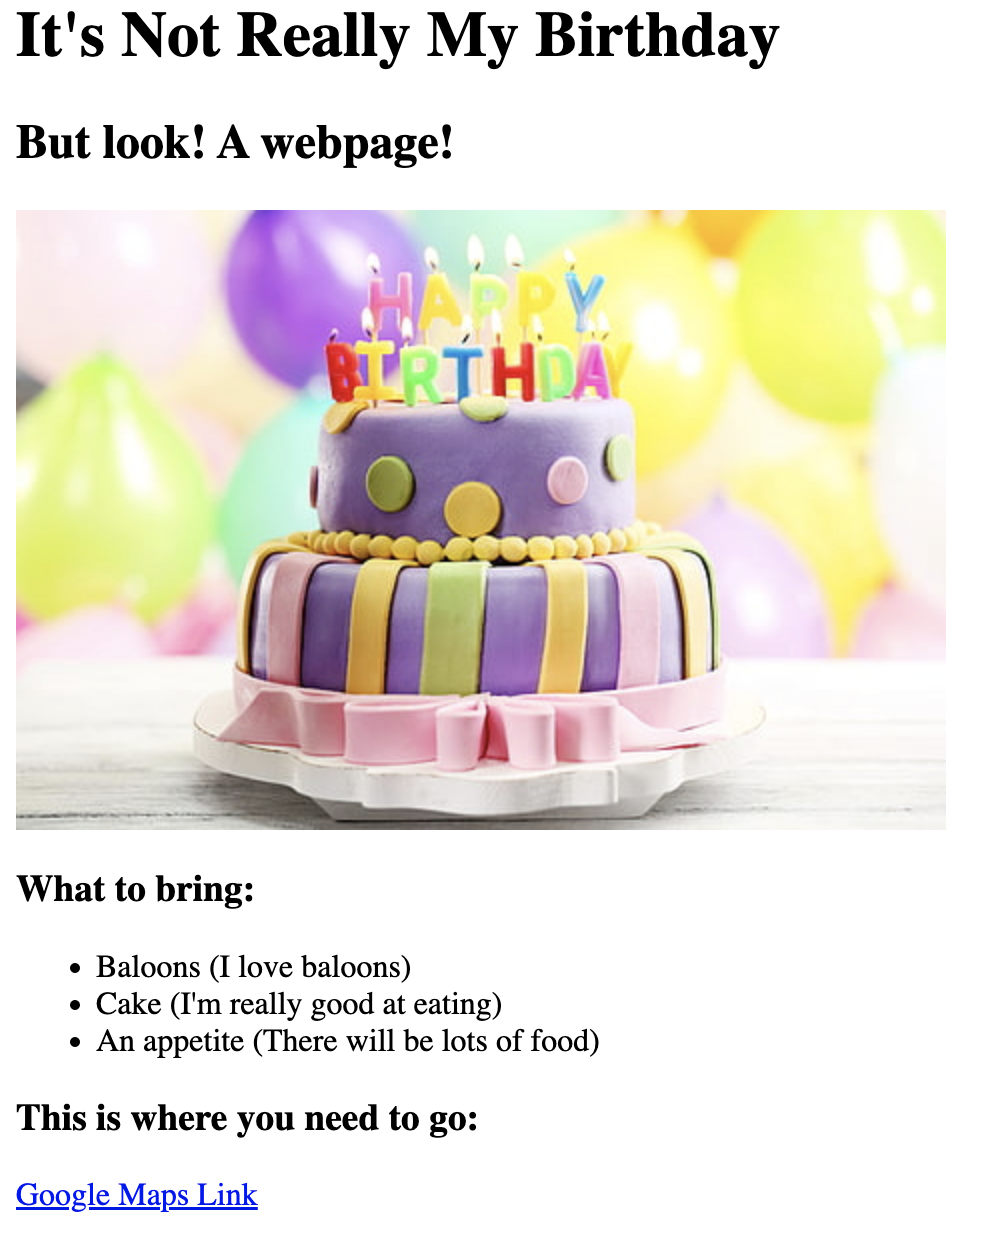 It's Not Really My Birthday
But look! A webpage!
HAPPY
BIRTHDAY
What to bring:
Baloons (I love baloons)
Cake (I'm really good at eating)
An appetite (There will be lots of food)
This is where you need to go:
Google Maps Link